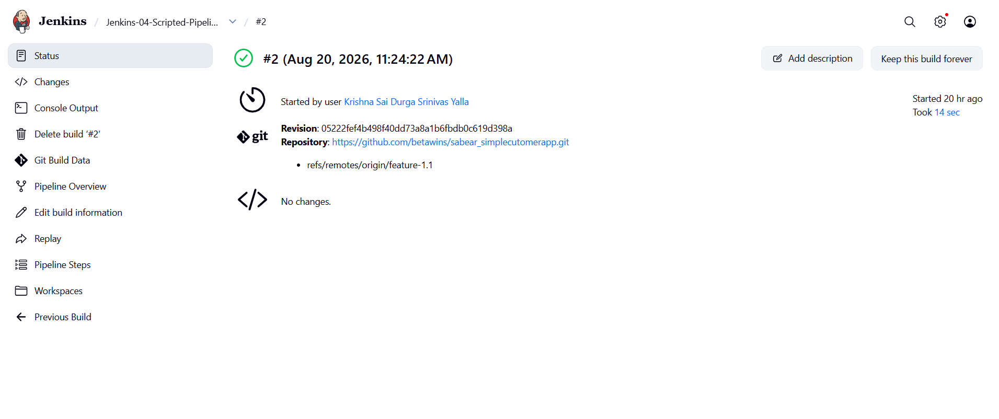 Jenkins / Jenkins-04-Scripted-Pipeli... / #2
Status
Changes
Console Output
Delete build ‘#2’
Git Build Data
Pipeline Overview
Edit build information
Replay
Pipeline Steps
Workspaces
Previous Build
#2 (Aug 20, 2026, 11:24:22 AM)
Add description
Keep this build forever
Started by user Krishna Sai Durga Srinivas Yalla
Started 20 hr ago
Took 14 sec
git
Revision: 05222fef4b498f40dd73a8a1b6fbdb0c619d398a
Repository: https://github.com/betawins/sabear_simplecutomerapp.git
• refs/remotes/origin/feature-1.1
No changes.